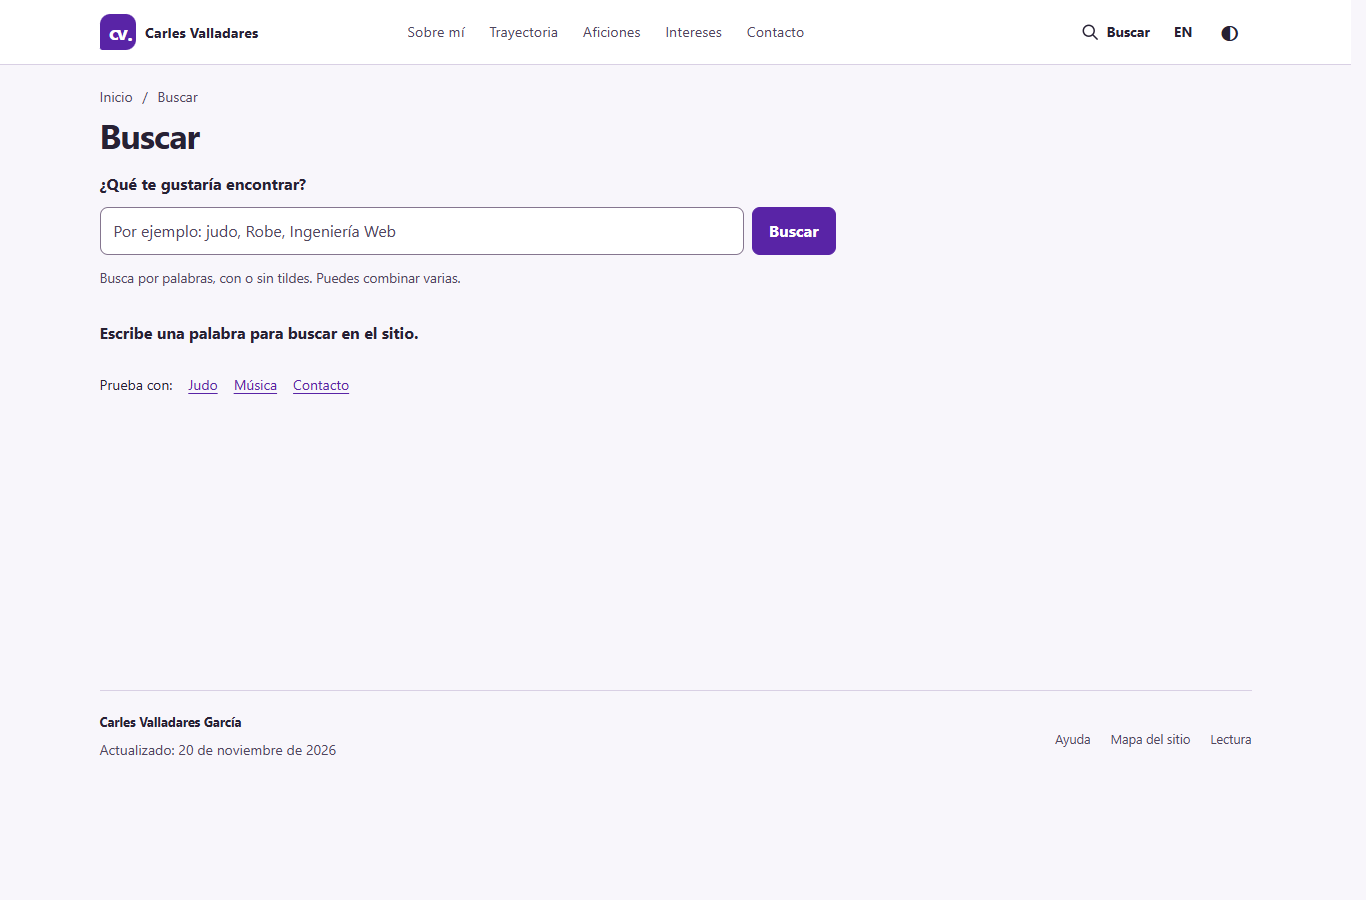 cv. Carles Valladares Sobre mí Trayectoria Aficiones Intereses Contacto Buscar EN
Inicio / Buscar
Buscar
¿Qué te gustaría encontrar?
Por ejemplo: judo, Robe, Ingeniería Web Buscar
Busca por palabras, con o sin tildes. Puedes combinar varias.
Escribe una palabra para buscar en el sitio.
Prueba con: Judo Música Contacto
Carles Valladares García
Actualizado: 20 de noviembre de 2026
Ayuda Mapa del sitio Lectura